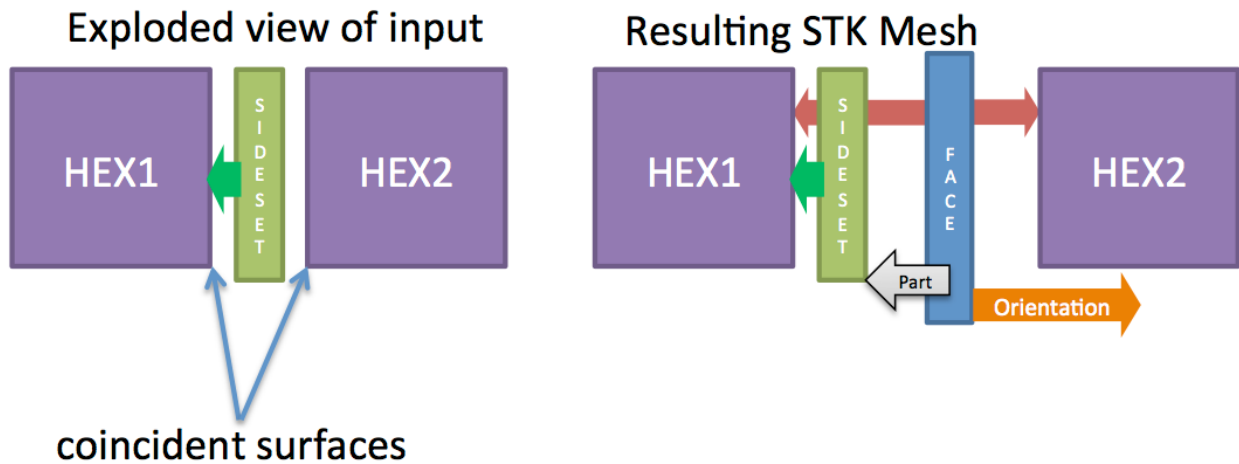 Exploded view of input
Resulting STK Mesh
HEX1
SIDESET
HEX2
HEX1
SIDESET
FACE
HEX2
Part
Orientation
coincident surfaces